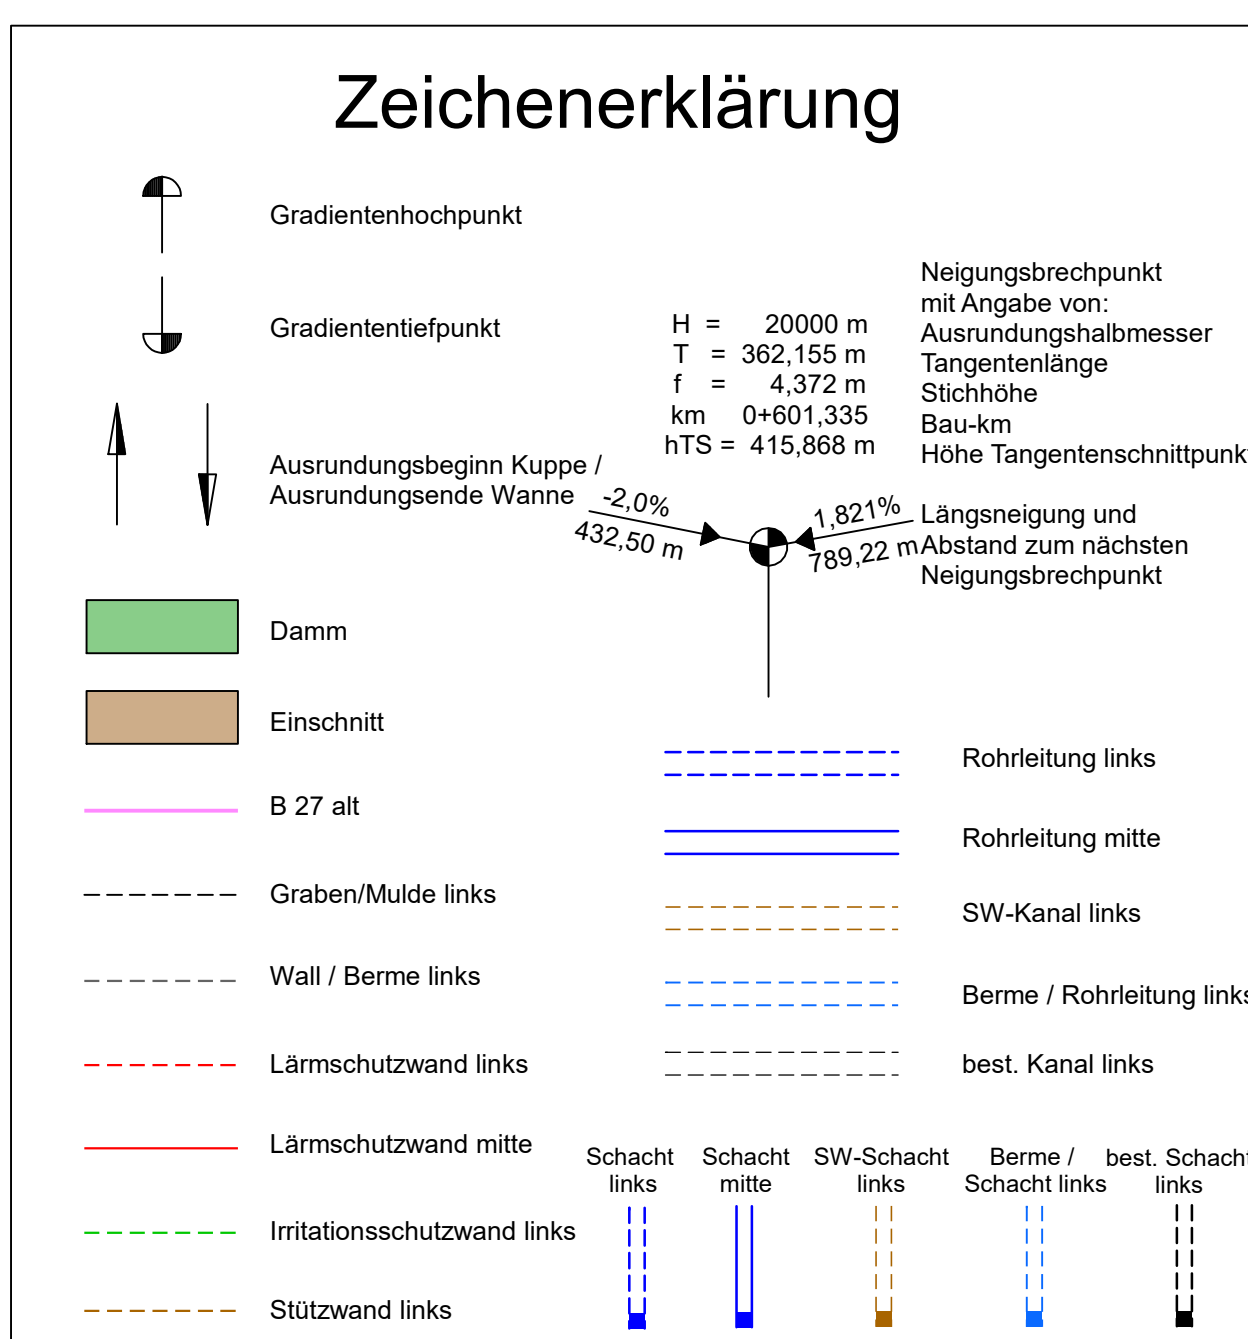 Zeichenerklärung
Gradientenhochpunkt
Gradiententiefpunkt
Ausrundungsbeginn Kuppe /
Ausrundungsende Wanne
Damm
Einschnitt
B 27 alt
Graben/Mulde links
Wall / Berme links
Lärmschutzwand links
Lärmschutzwand mitte
Irritationsschutzwand links
Stützwand links
H = 20000 m
T = 362,155 m
f = 4,372 m
km 0+601,335
hTS = 415,868 m
-2,0%
432,50 m
1,821%
789,22 m
Neigungsbrechpunkt
mit Angabe von:
Ausrundungshalbmesser
Tangentenlänge
Stichhöhe
Bau-km
Höhe Tangentenschnittpunkt
Längsneigung und
Abstand zum nächsten
Neigungsbrechpunkt
Rohrleitung links
Rohrleitung mitte
SW-Kanal links
Berme / Rohrleitung links
best. Kanal links
Schacht
links
Schacht
mitte
SW-Schacht
links
Berme /
Schacht links
best. Schacht
links